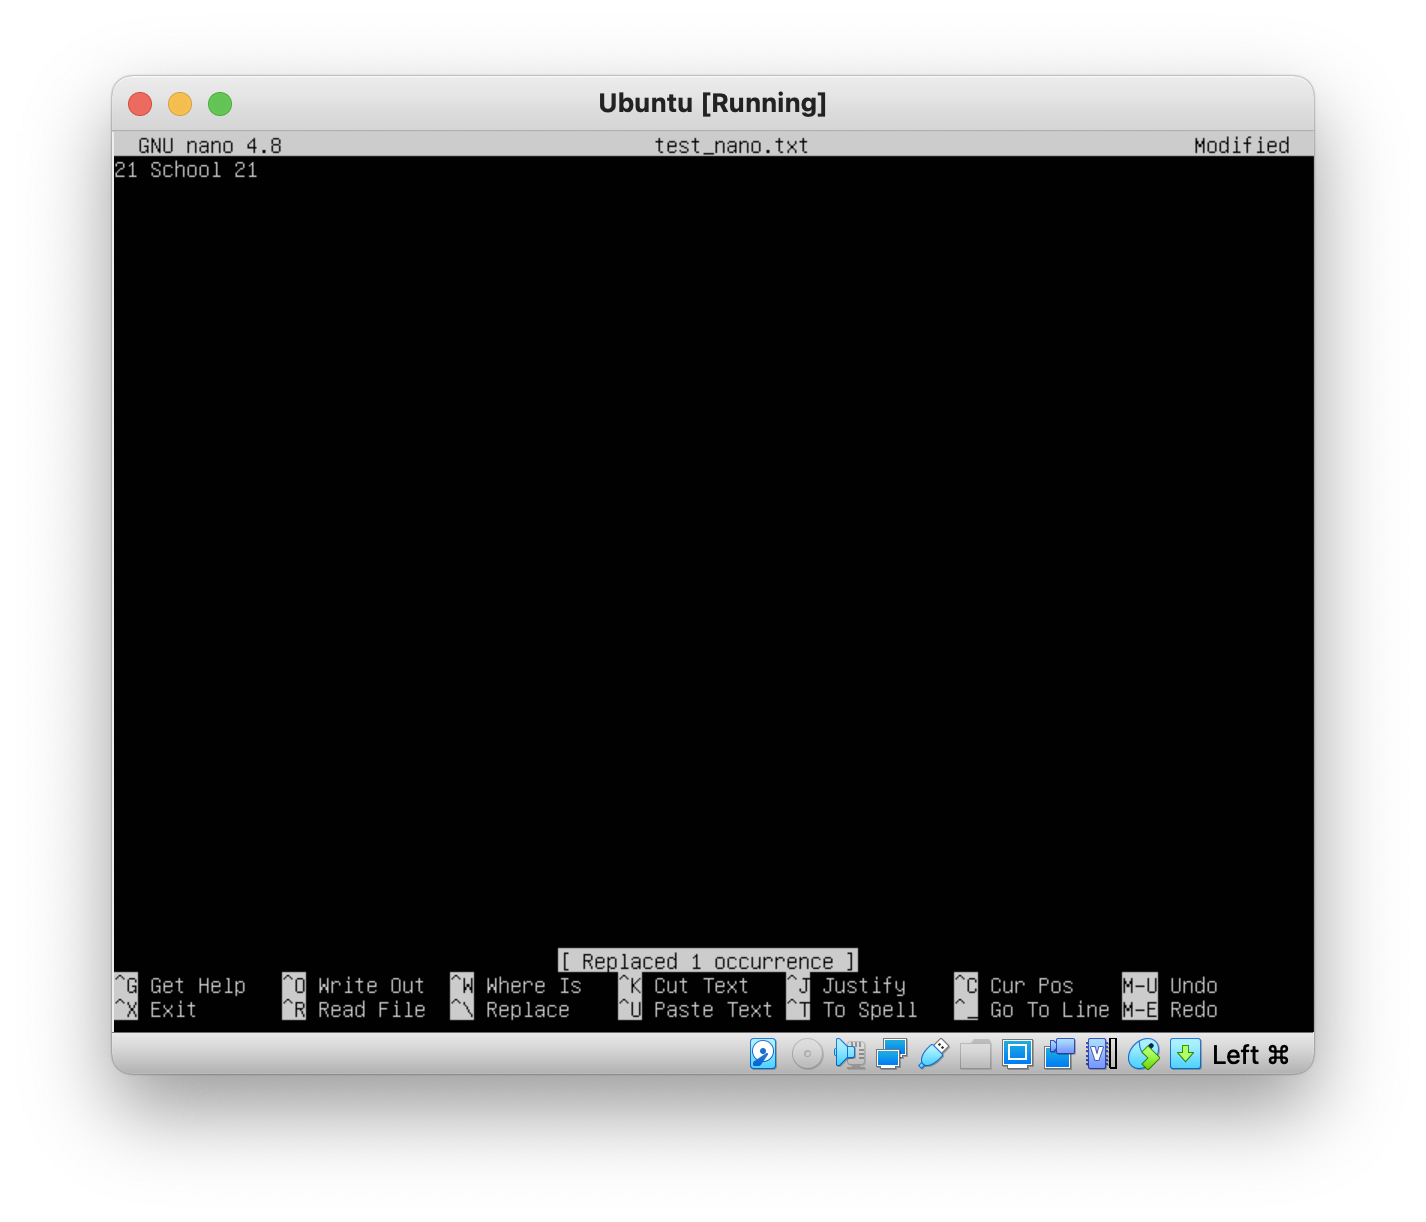 Ubuntu [Running]
GNU nano 4.8 test_nano.txt Modified
21 School 21
[ Replaced 1 occurrence ]
^G Get Help ^O Write Out ^W Where Is ^K Cut Text ^J Justify ^C Cur Pos M-U Undo
^X Exit ^R Read File ^\ Replace ^U Paste Text ^T To Spell ^_ Go To Line M-E Redo
Left ⌘